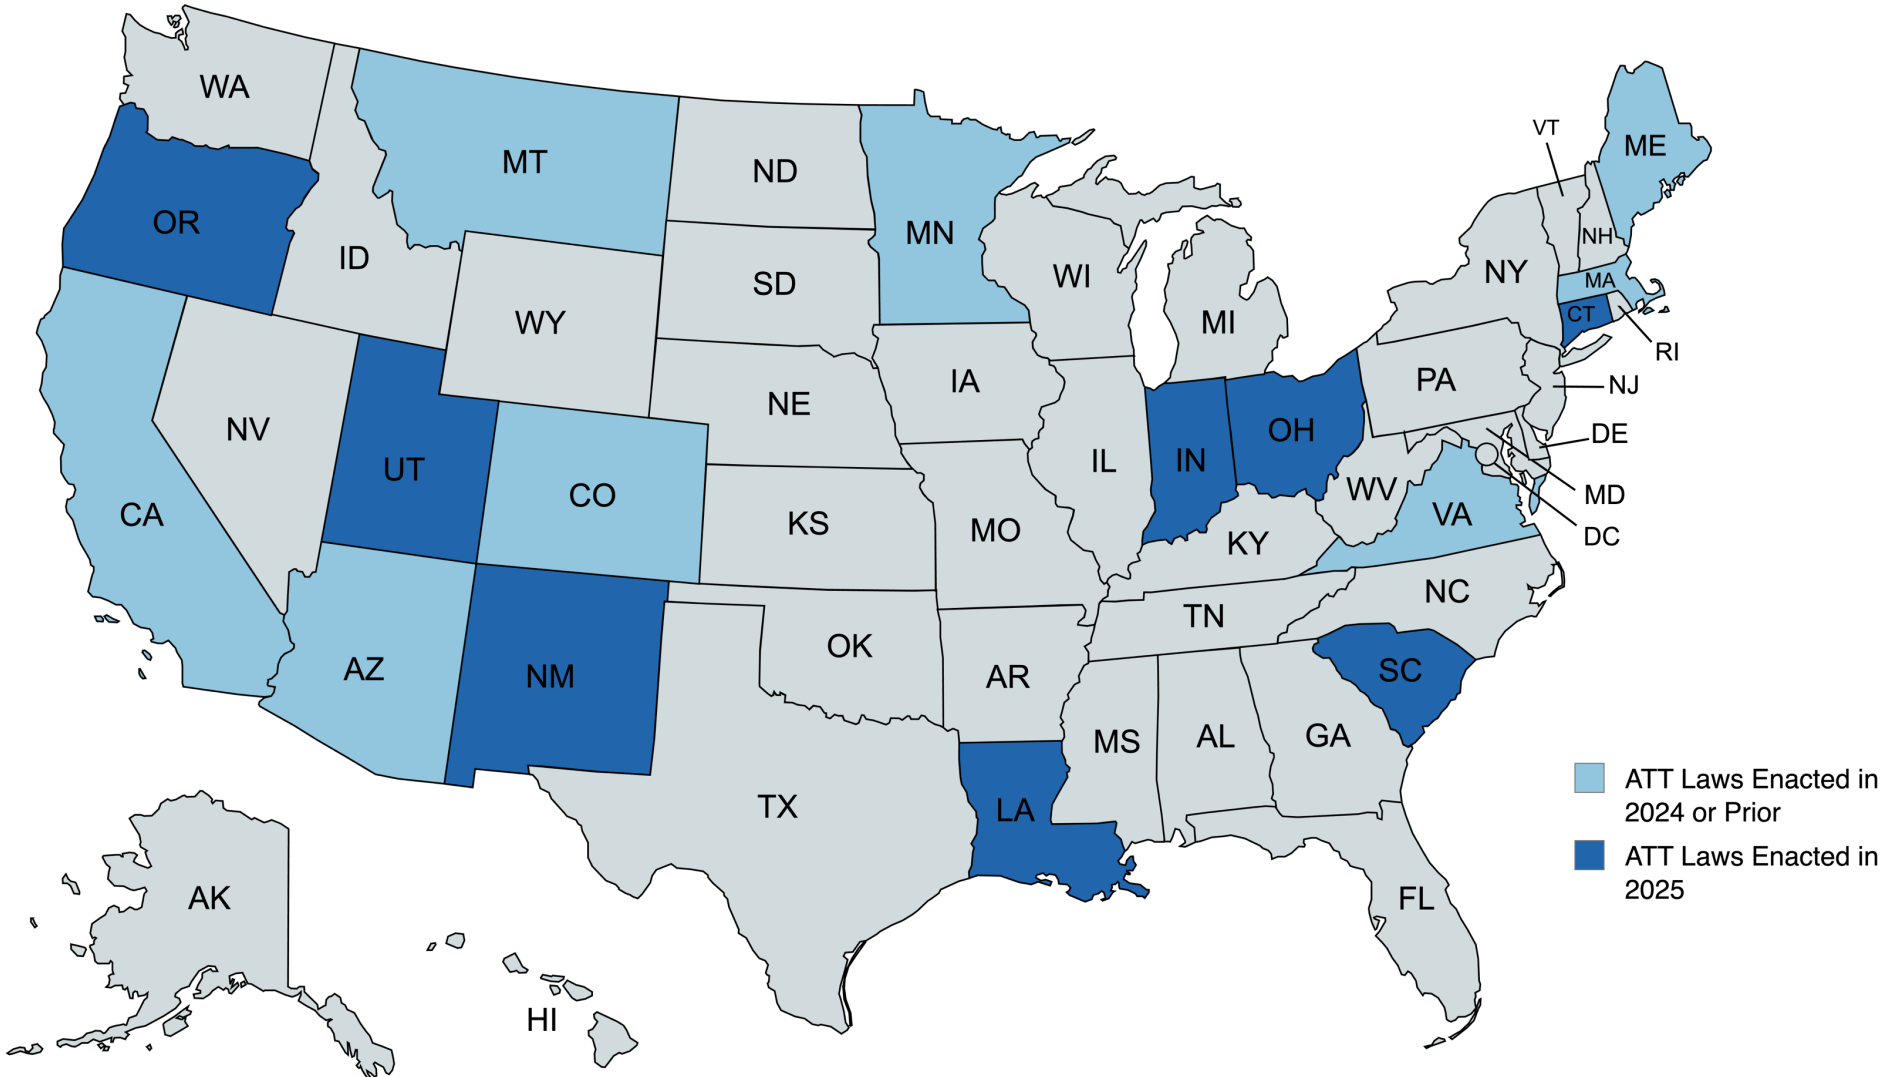 WA
MT
ND
MN
VT
ME
OR
ID
SD
WI
NH
NY
MA
WY
MI
CT
RI
IA
PA
NJ
NE
NV
OH
DE
UT
IN
IL
CO
WV
MD
CA
KS
MO
VA
KY
DC
NC
TN
OK
AZ
NM
AR
SC
MS
AL
GA
TX
LA
ATT Laws Enacted in
2024 or Prior
ATT Laws Enacted in
2025
AK
FL
HI